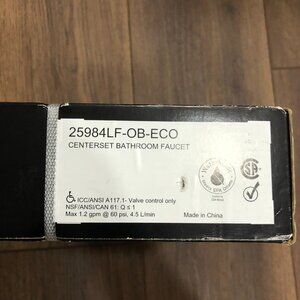 25984LF-OB-ECO
CENTERSET BATHROOM FAUCET
ICC/ANSI A117.1- Valve control only
NSF/ANSI/CAN 61: Q ≤ 1
Max 1.2 gpm @ 60 psi, 4.5 L/min
Made in China